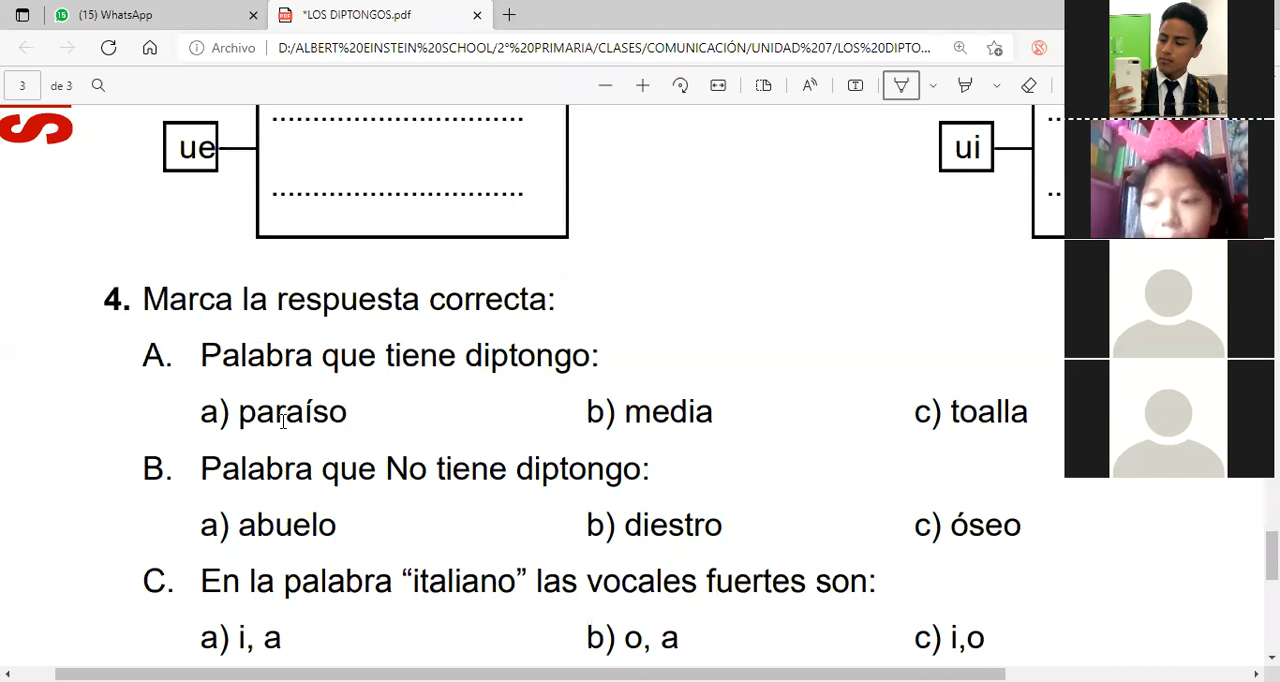 (15) WhatsApp
*LOS DIPTONGOS.pdf
Archivo D:/ALBERT%20EINSTEIN%20SCHOOL/2°%20PRIMARIA/CLASES/COMUNICACIÓN/UNIDAD%207/LOS%20DIPTO...
3 de 3
S
ue ........................................ ui
........................................
4. Marca la respuesta correcta:
A. Palabra que tiene diptongo:
a) paraíso b) media c) toalla
B. Palabra que No tiene diptongo:
a) abuelo b) diestro c) óseo
C. En la palabra “italiano” las vocales fuertes son:
a) i, a b) o, a c) i,o